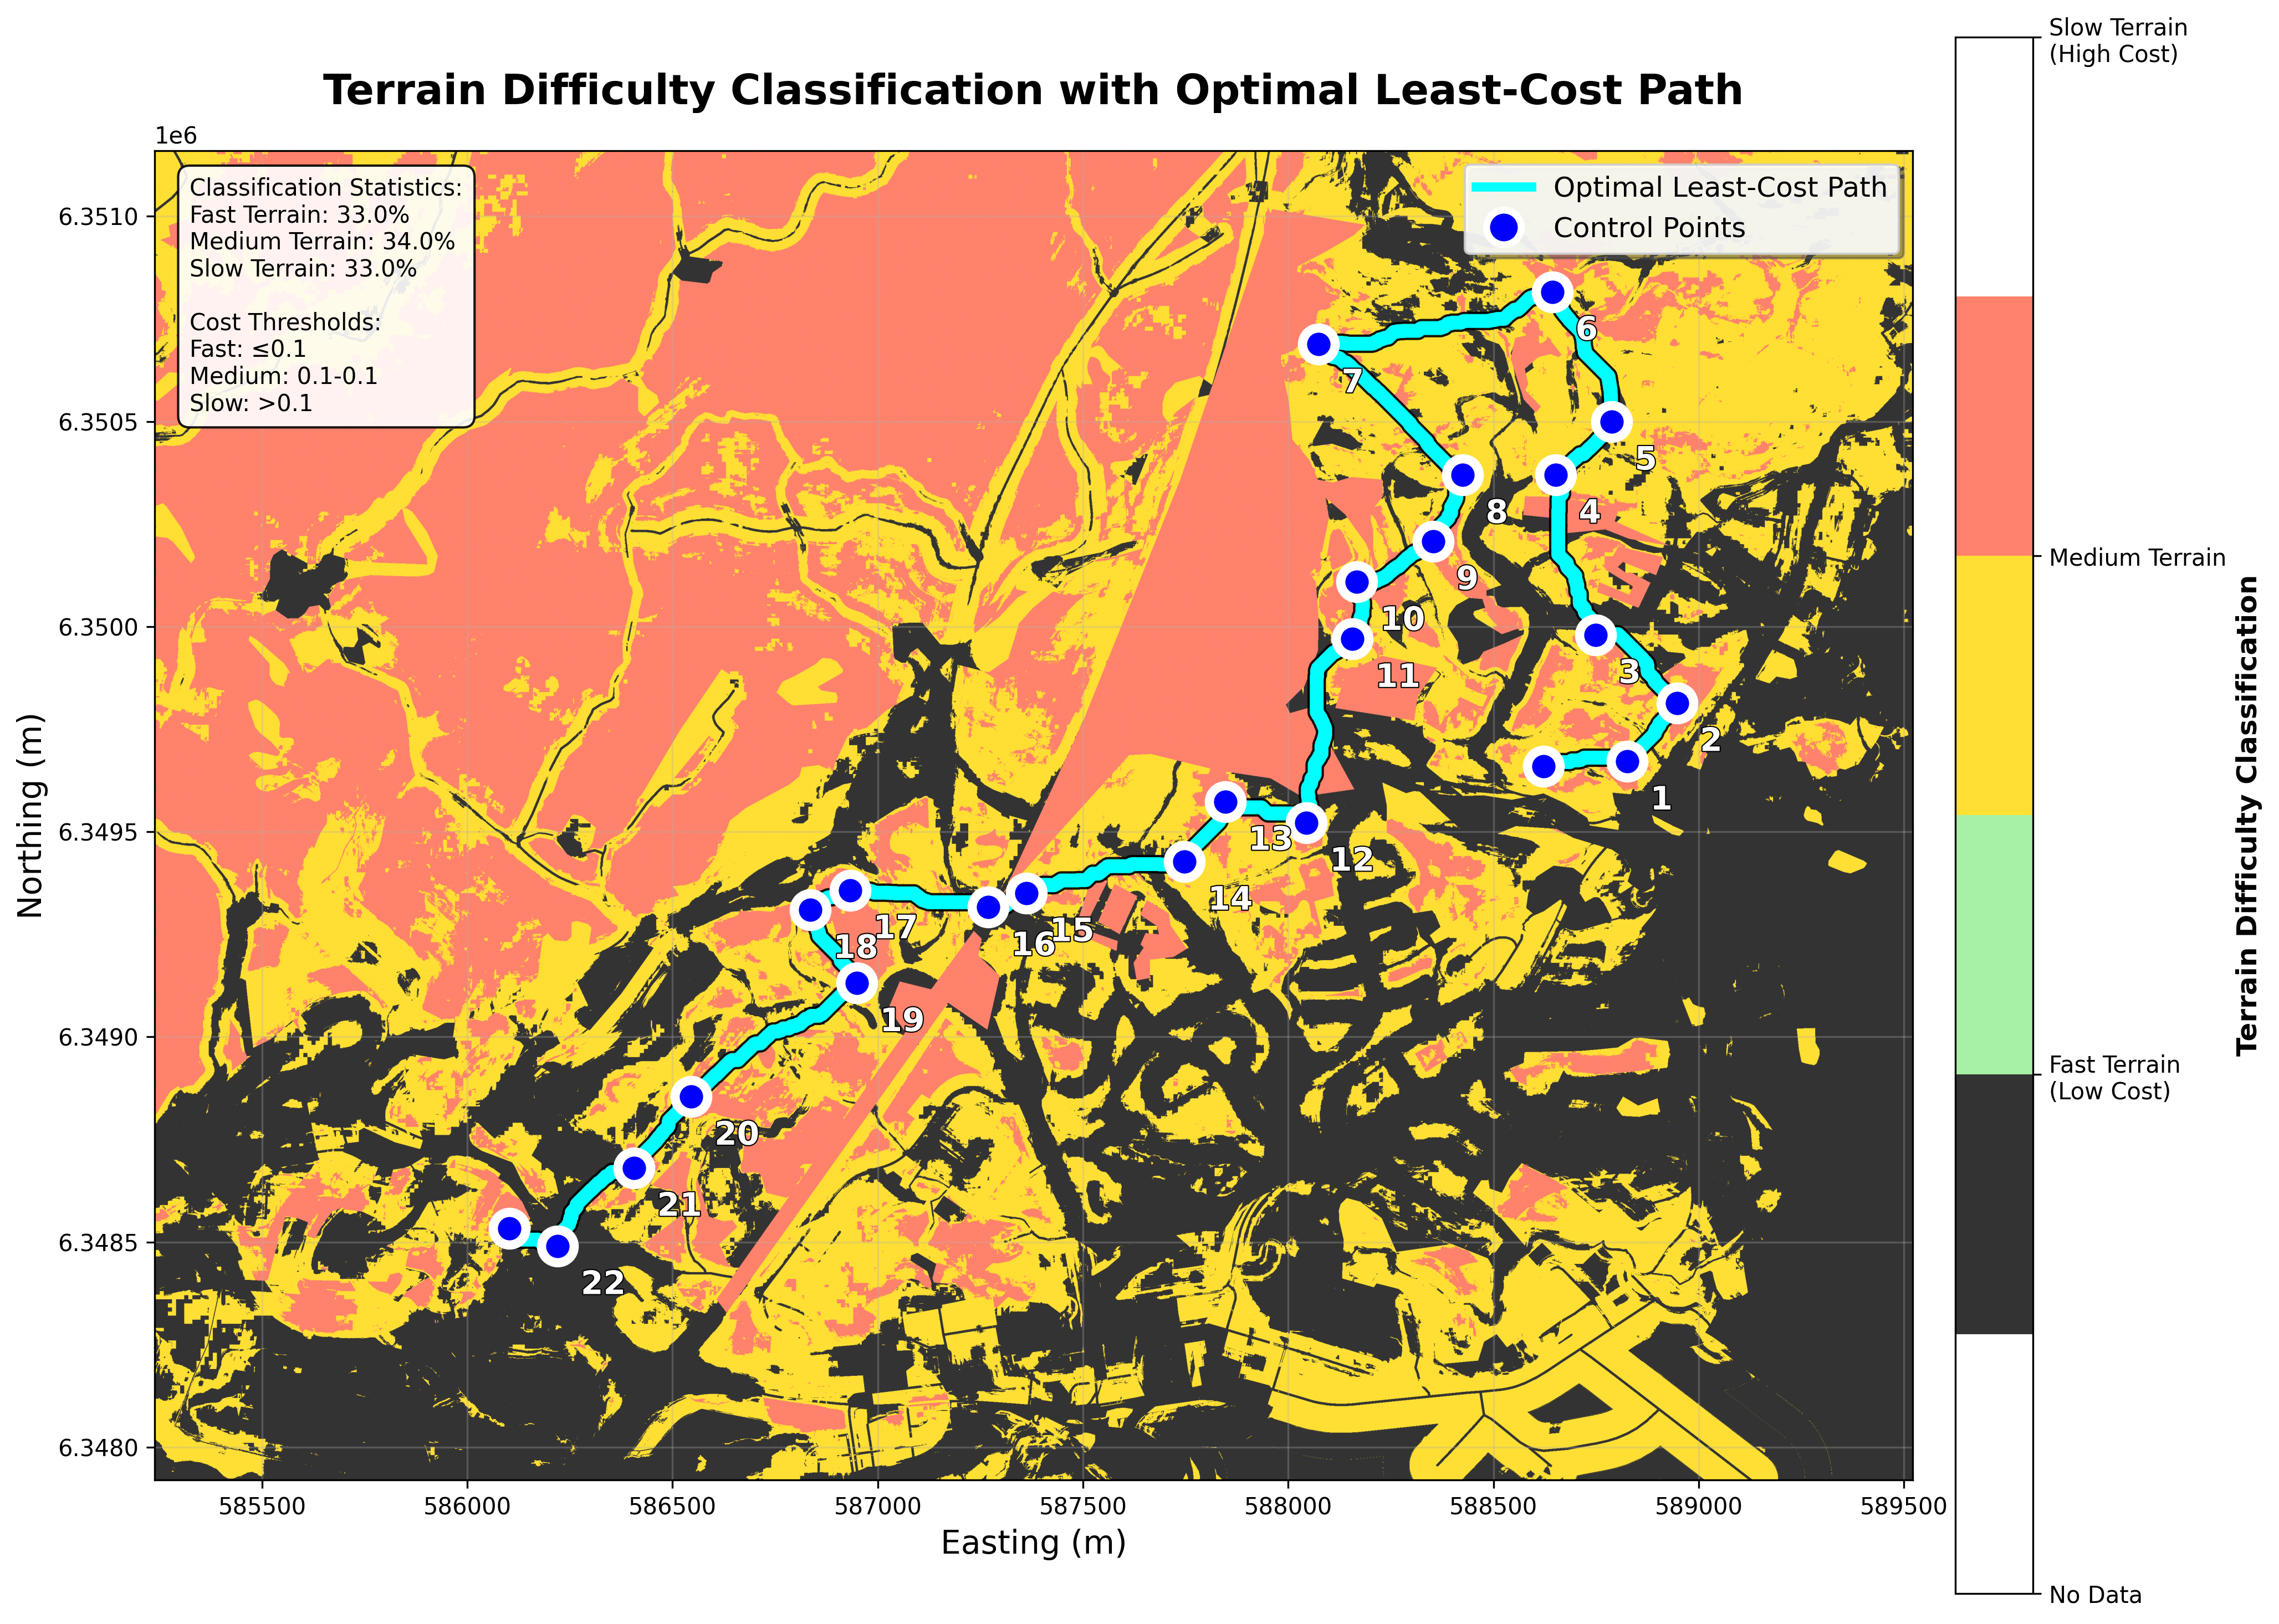 Terrain Difficulty Classification with Optimal Least-Cost Path
1e6
Classification Statistics:
Fast Terrain: 33.0%
Medium Terrain: 34.0%
Slow Terrain: 33.0%
Cost Thresholds:
Fast: ≤0.1
Medium: 0.1-0.1
Slow: >0.1
Optimal Least-Cost Path
Control Points
6.3510
6.3505
6.3500
6.3495
6.3490
6.3485
6.3480
Northing (m)
6
7
5
8
4
9
10
11
3
2
1
13
12
14
17
15
16
18
19
20
21
22
585500
586000
586500
587000
587500
588000
588500
589000
589500
Easting (m)
Slow Terrain
(High Cost)
Medium Terrain
Fast Terrain
(Low Cost)
No Data
Terrain Difficulty Classification